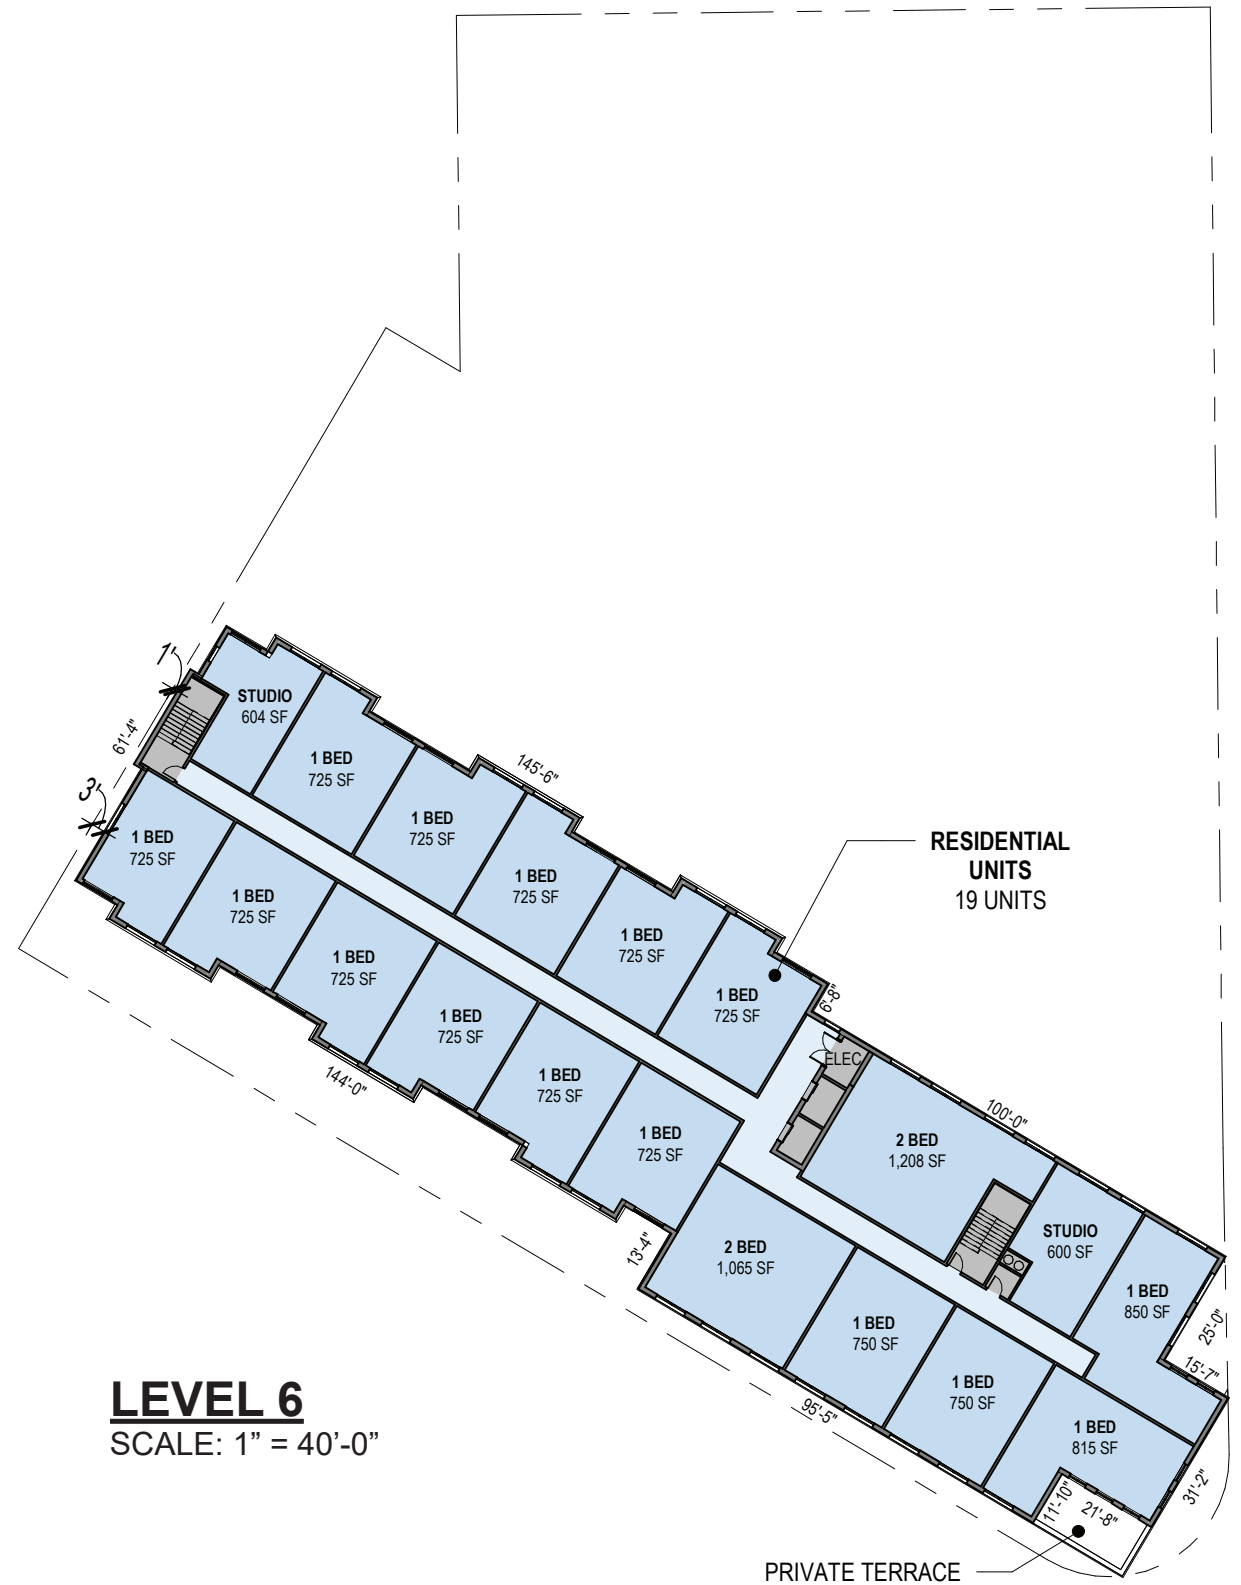 1'
STUDIO
604 SF
61'-4"
1 BED
725 SF
145'-6"
3'
1 BED
725 SF
1 BED
725 SF
1 BED
725 SF
RESIDENTIAL
UNITS
19 UNITS
1 BED
725 SF
1 BED
725 SF
1 BED
725 SF
1 BED
725 SF
6'-8"
1 BED
725 SF
ELEC
144'-0"
1 BED
725 SF
100'-0"
1 BED
725 SF
2 BED
1,208 SF
13'-4"
2 BED
1,065 SF
STUDIO
600 SF
1 BED
850 SF
25'-0"
1 BED
750 SF
15'-7"
1 BED
750 SF
95'-5"
1 BED
815 SF
31'-2"
11'-10"
21'-8"
LEVEL 6
SCALE: 1” = 40’-0”
PRIVATE TERRACE